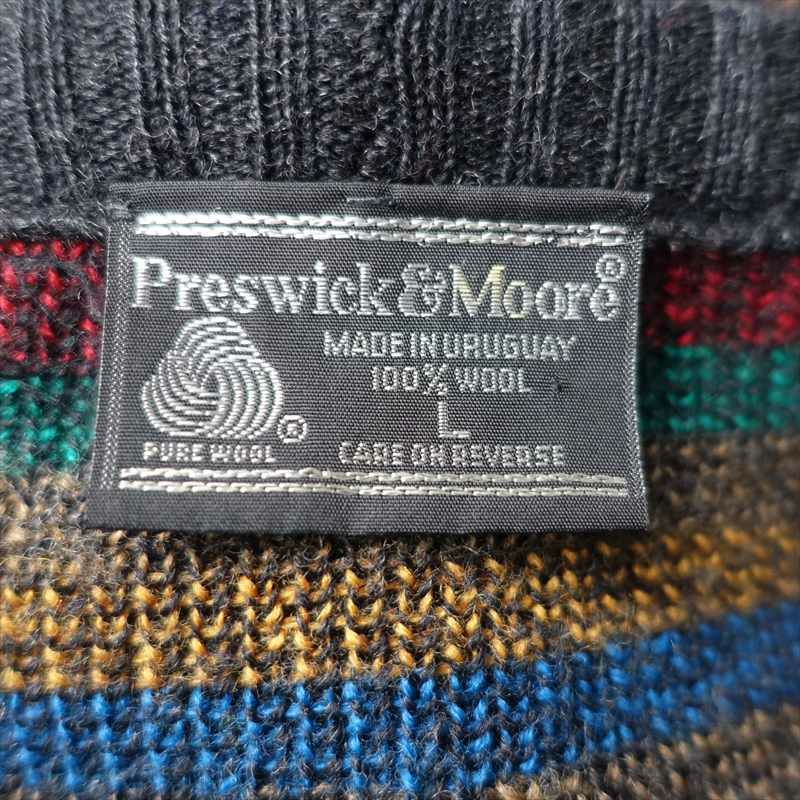 Preswick & Moore®
MADE IN URUGUAY
100% WOOL
L
CARE ON REVERSE
®
PURE WOOL